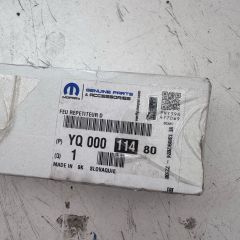 mopar
GENUINE PARTS
& ACCESSORIES
FEU REPETITEUR D
(P) YQ 000 114 80
(Q) 1
MADE IN SK SLOVAQUIE